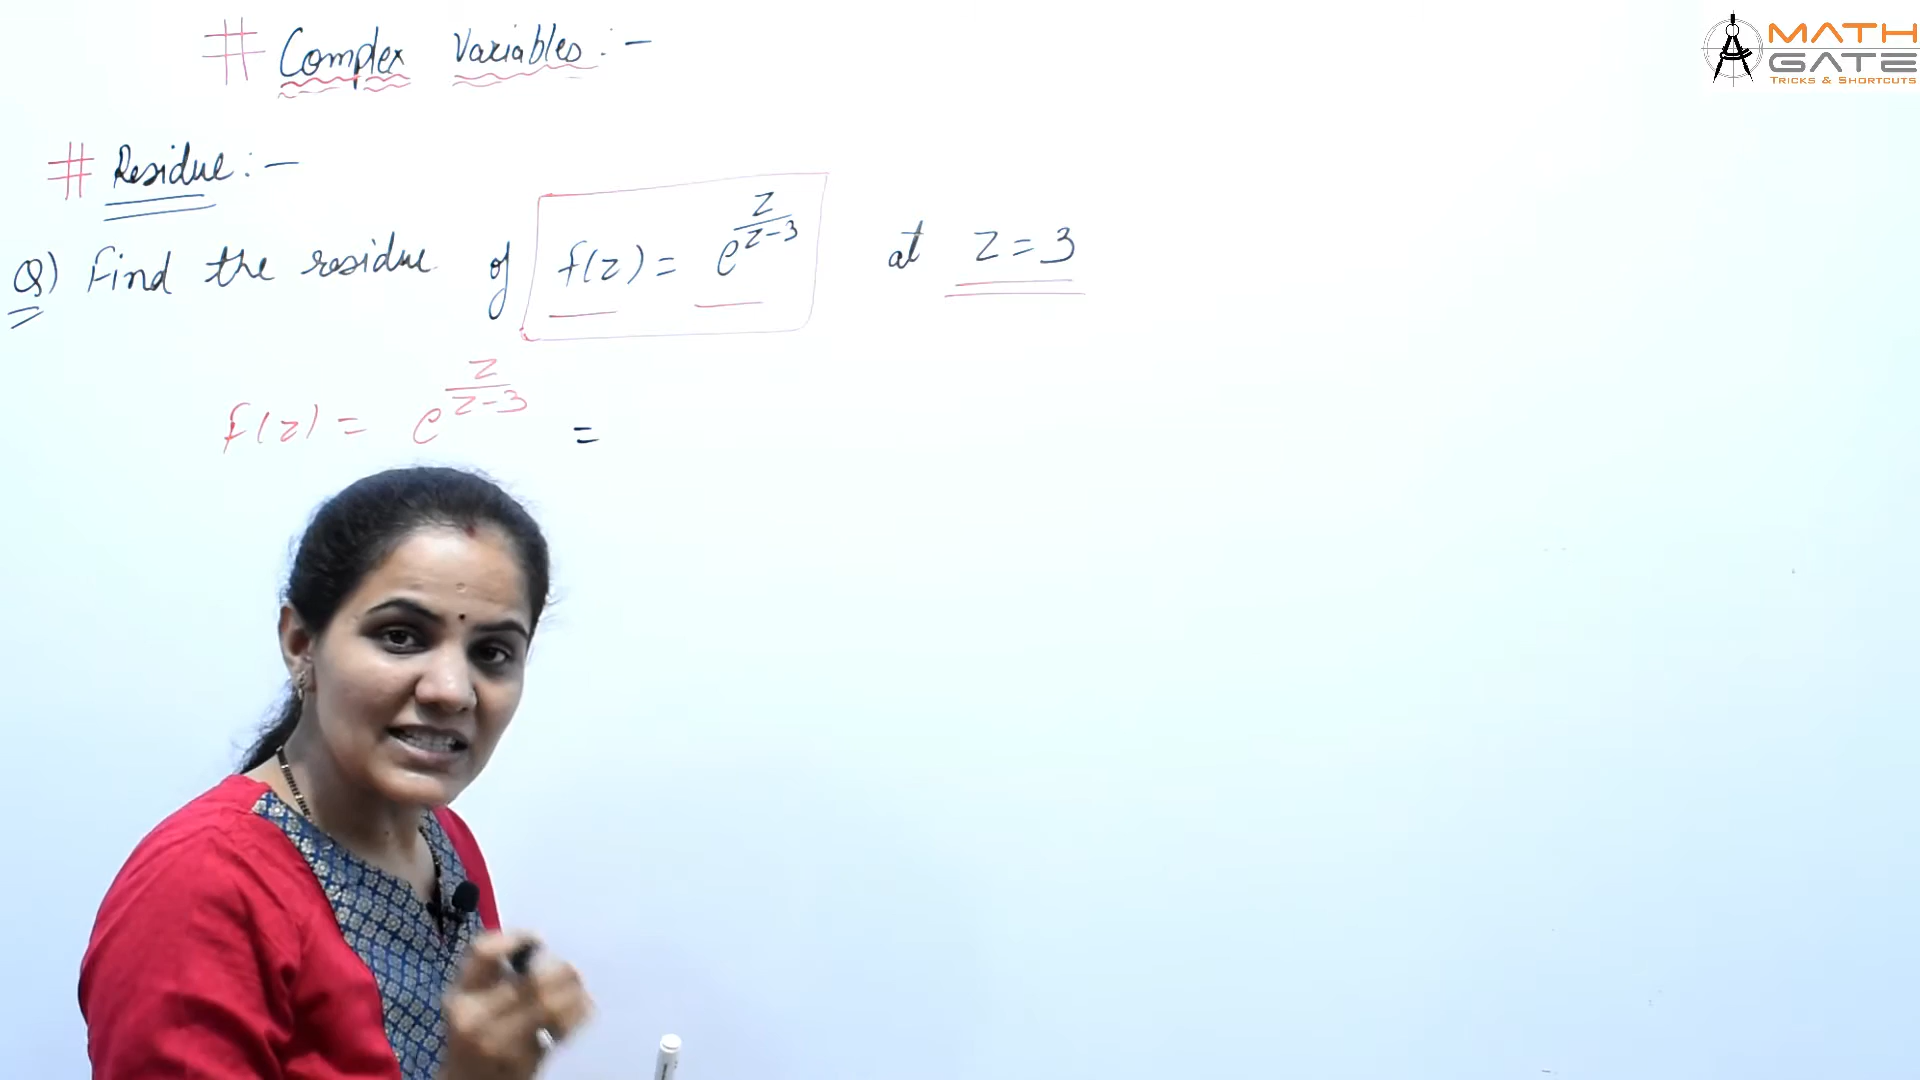 # Complex Variables :-
MATH
GATE
TRICKS & SHORTCUTS
# Residue :-
Q) Find the residue of f(z) = e^{z/(z-3)} at z = 3
f(z) = e^{z/(z-3)} =